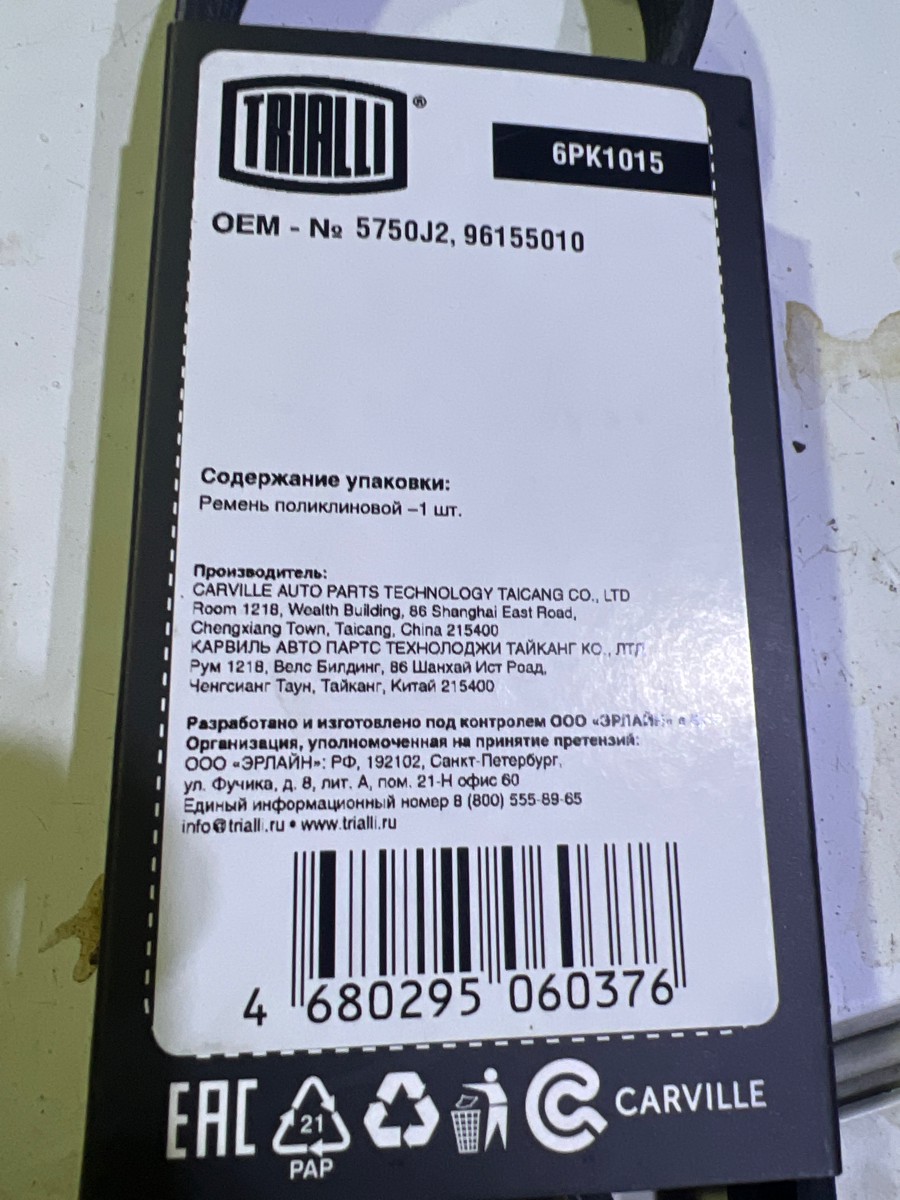 TRIALLI®
6PK1015
OEM - № 5750J2, 96155010
Содержание упаковки:
Ремень поликлиновой –1 шт.
Производитель:
CARVILLE AUTO PARTS TECHNOLOGY TAICANG CO., LTD
Room 1218, Wealth Building, 86 Shanghai East Road,
Chengxiang Town, Taicang, China 215400
КАРВИЛЬ АВТО ПАРТС ТЕХНОЛОДЖИ ТАЙКАНГ КО., ЛТД
Рум 1218, Велс Билдинг, 86 Шанхай Ист Роад,
Ченгсианг Таун, Тайканг, Китай 215400
Разработано и изготовлено под контролем ООО «ЭРЛАЙН»
Организация, уполномоченная на принятие претензий:
ООО «ЭРЛАЙН»: РФ, 192102, Санкт-Петербург,
ул. Фучика, д. 8, лит. А, пом. 21-Н офис 60
Единый информационный номер 8 (800) 555-89-65
info@trialli.ru • www.trialli.ru
4 680295 060376
EAC
21
PAP
CARVILLE